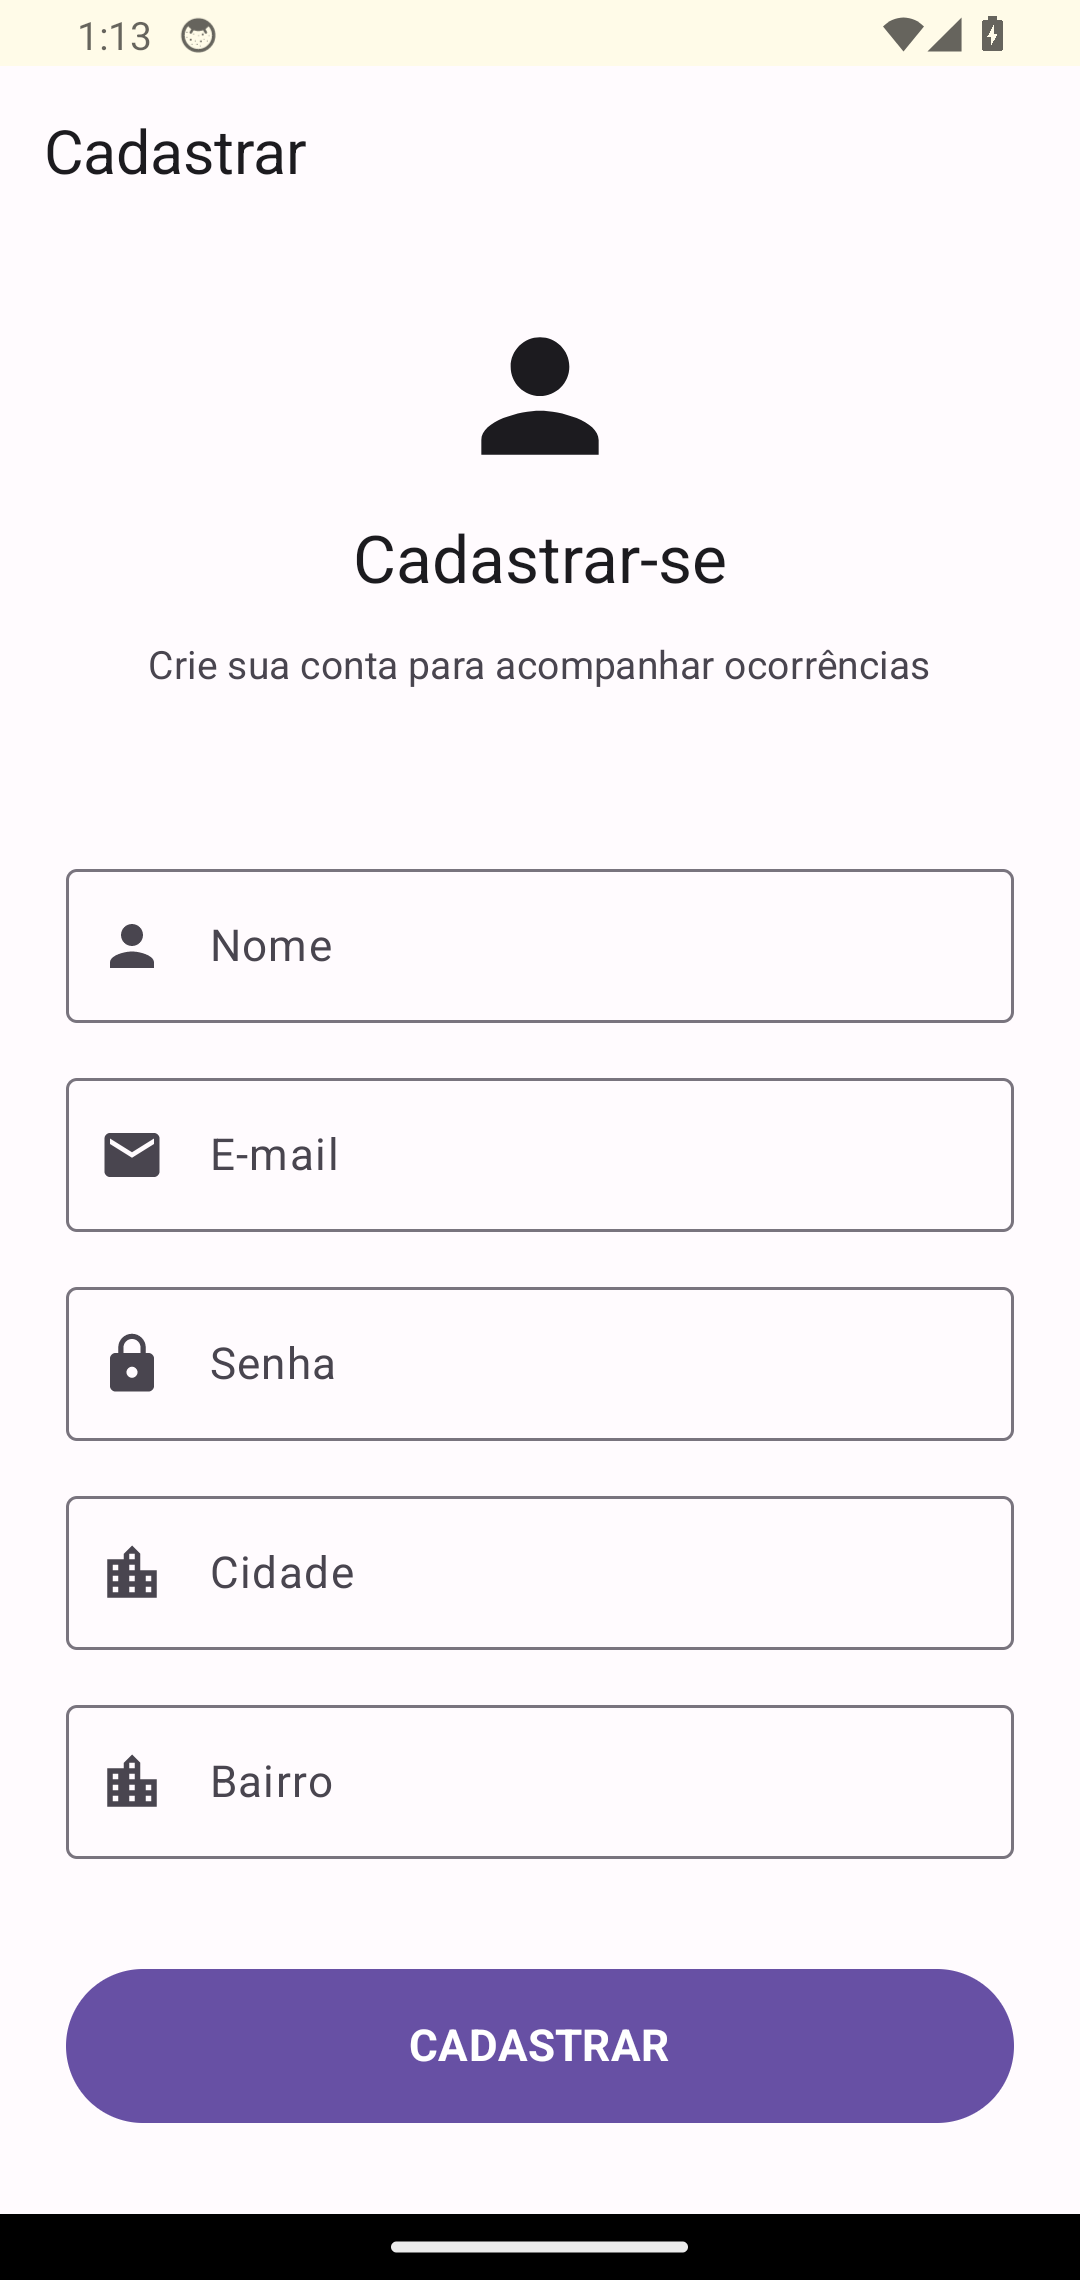 1:13
Cadastrar
Cadastrar-se
Crie sua conta para acompanhar ocorrências
Nome
E-mail
Senha
Cidade
Bairro
CADASTRAR